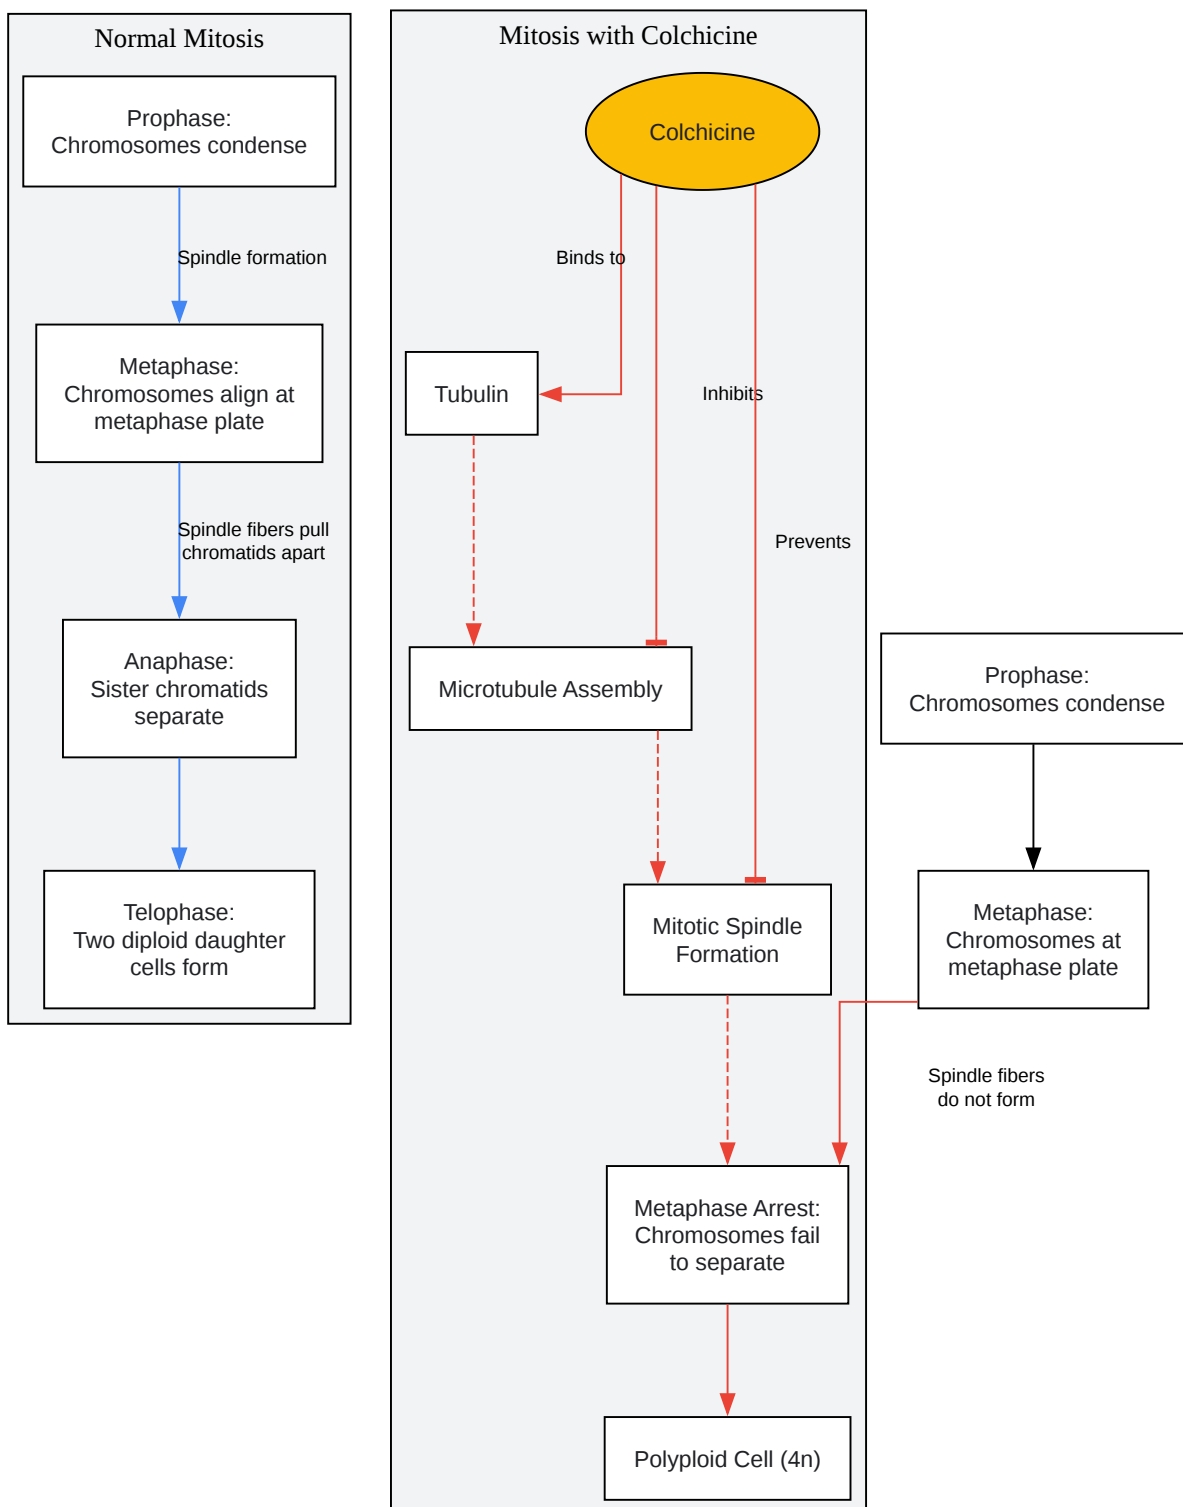 Normal Mitosis
Prophase:
Chromosomes condense
Spindle formation
Metaphase:
Chromosomes align at
metaphase plate
Spindle fibers pull
chromatids apart
Anaphase:
Sister chromatids
separate
Telophase:
Two diploid daughter
cells form
Mitosis with Colchicine
Colchicine
Binds to
Tubulin
Inhibits
Prevents
Microtubule Assembly
Mitotic Spindle
Formation
Prophase:
Chromosomes condense
Metaphase:
Chromosomes at
metaphase plate
Spindle fibers
do not form
Metaphase Arrest:
Chromosomes fail
to separate
Polyploid Cell (4n)